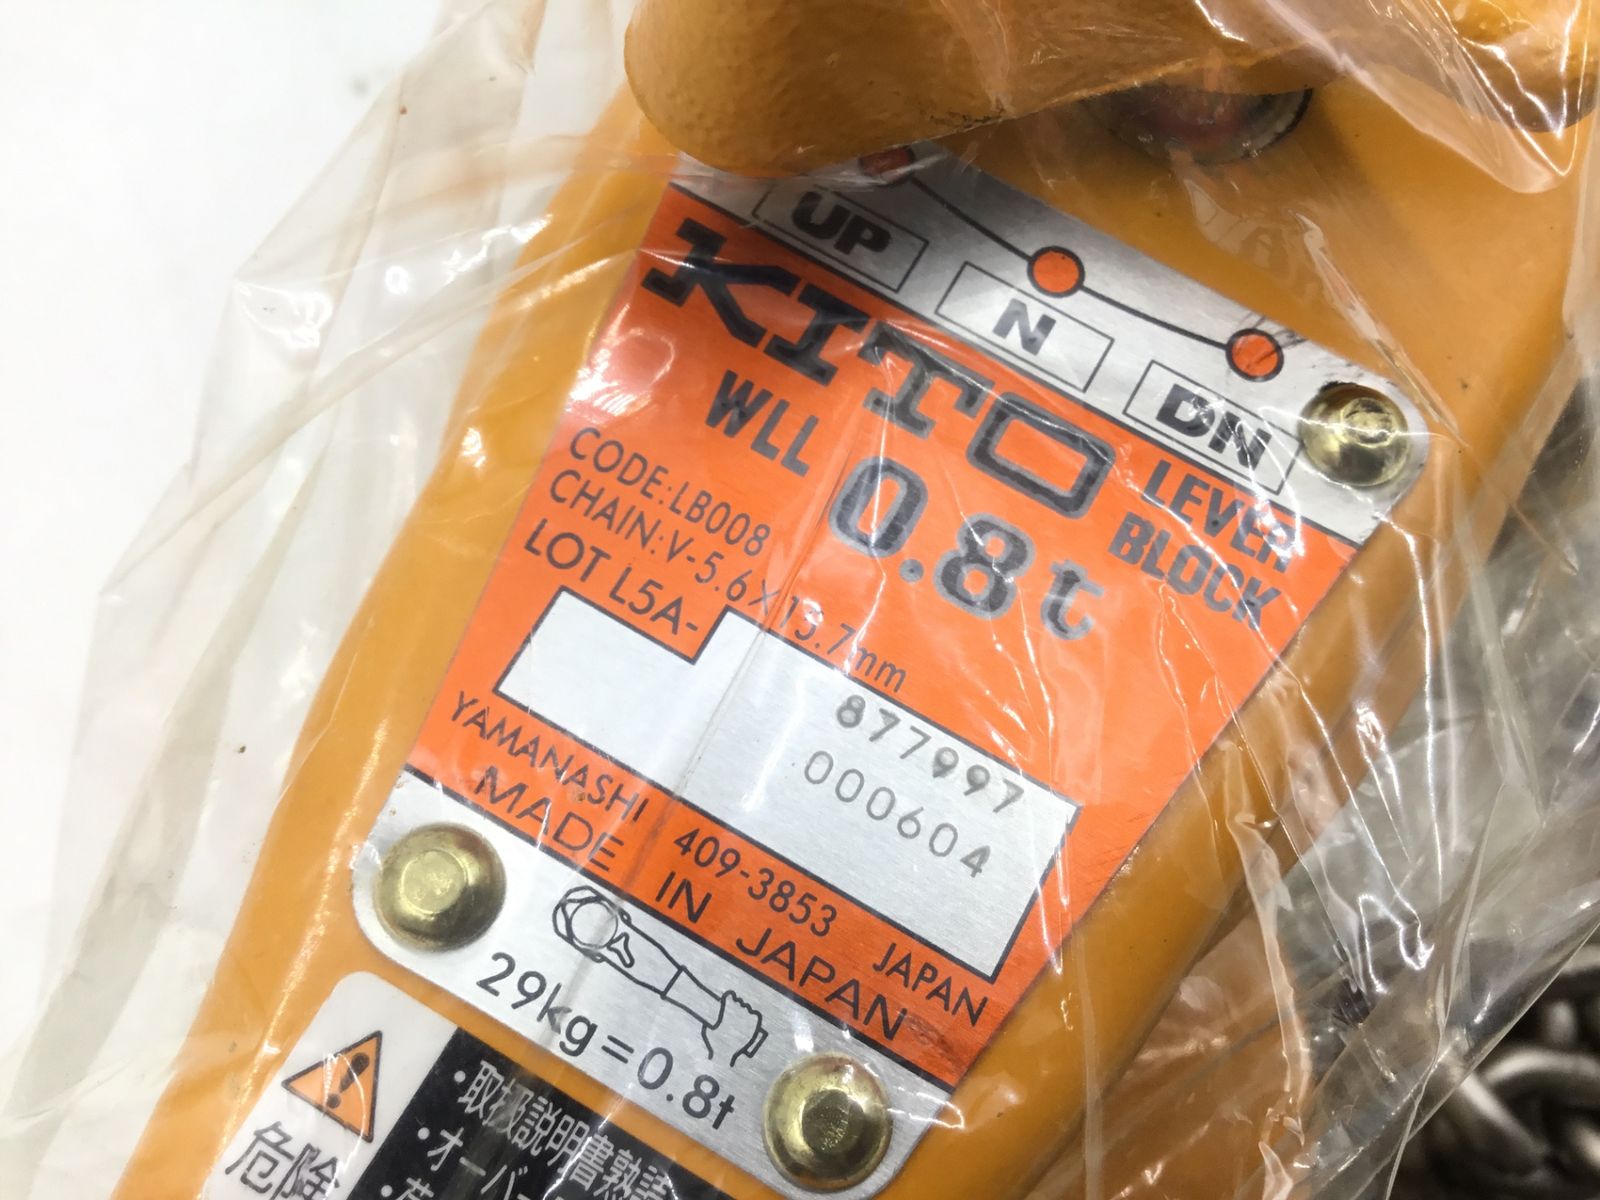 UP
N
DN
KITO
LEVER
BLOCK
WLL 0.8t
CODE:LB008
CHAIN:V-5.6×15.7mm
LOT L5A-
877997
000604
YAMANASHI 409-3853 JAPAN
MADE IN JAPAN
29kg=0.8t
危険
・取扱説明書熟読
・オーバ